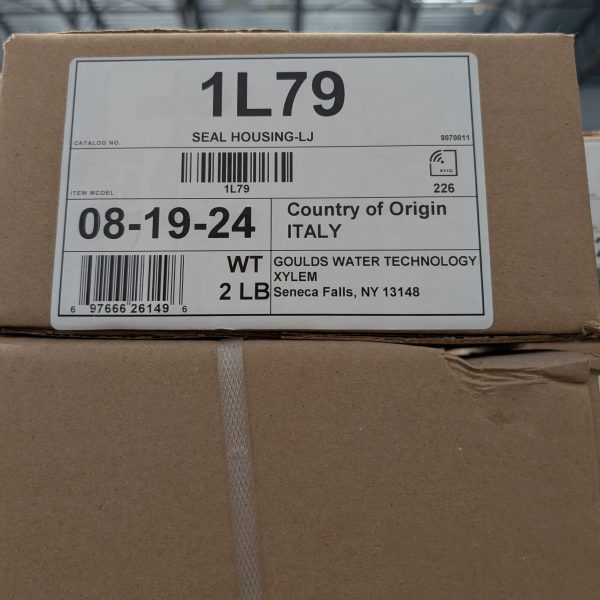 1L79
SEAL HOUSING-LJ
CATALOG NO.
8070011
RFID
1L79
226
ITEM MODEL
08-19-24
Country of Origin
ITALY
WT
2 LB
GOULDS WATER TECHNOLOGY
XYLEM
Seneca Falls, NY 13148
6 97666 26149 6